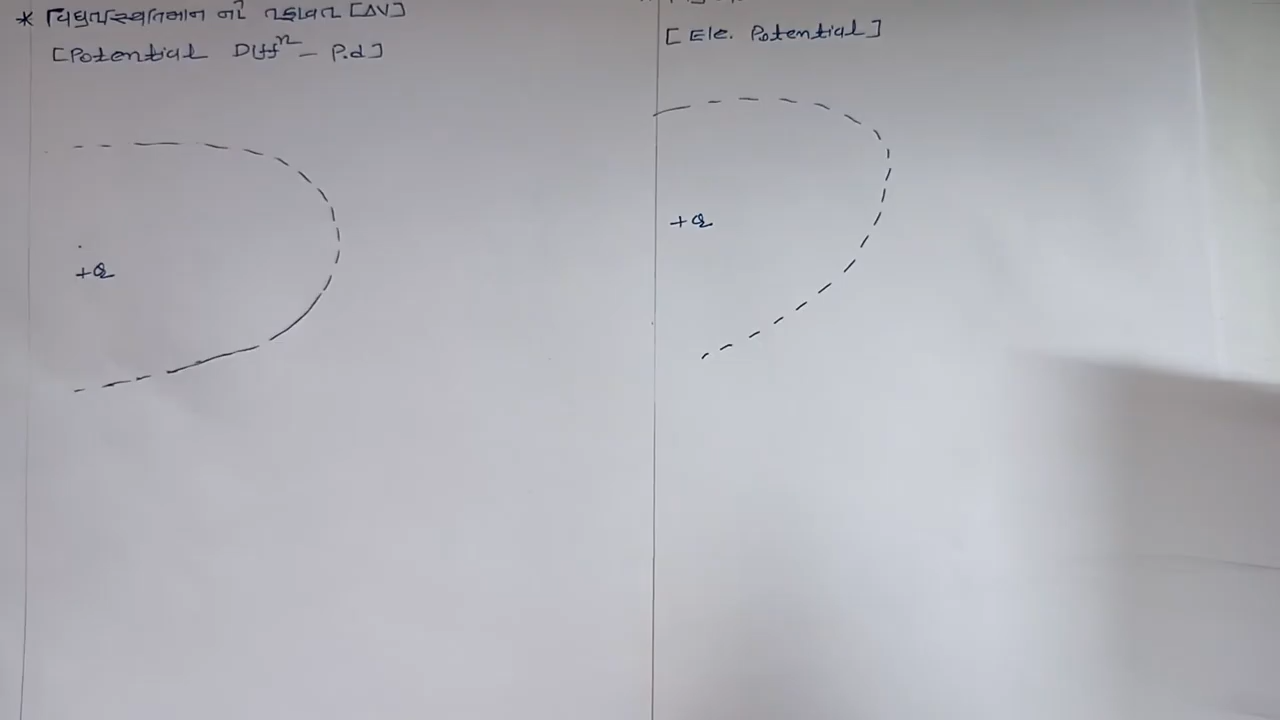 * વિધુતસ્થિતિમાન નો તફાવત [ΔV]
[Potential Diffⁿ – P.d]
+Q
[Ele. Potential]
+Q